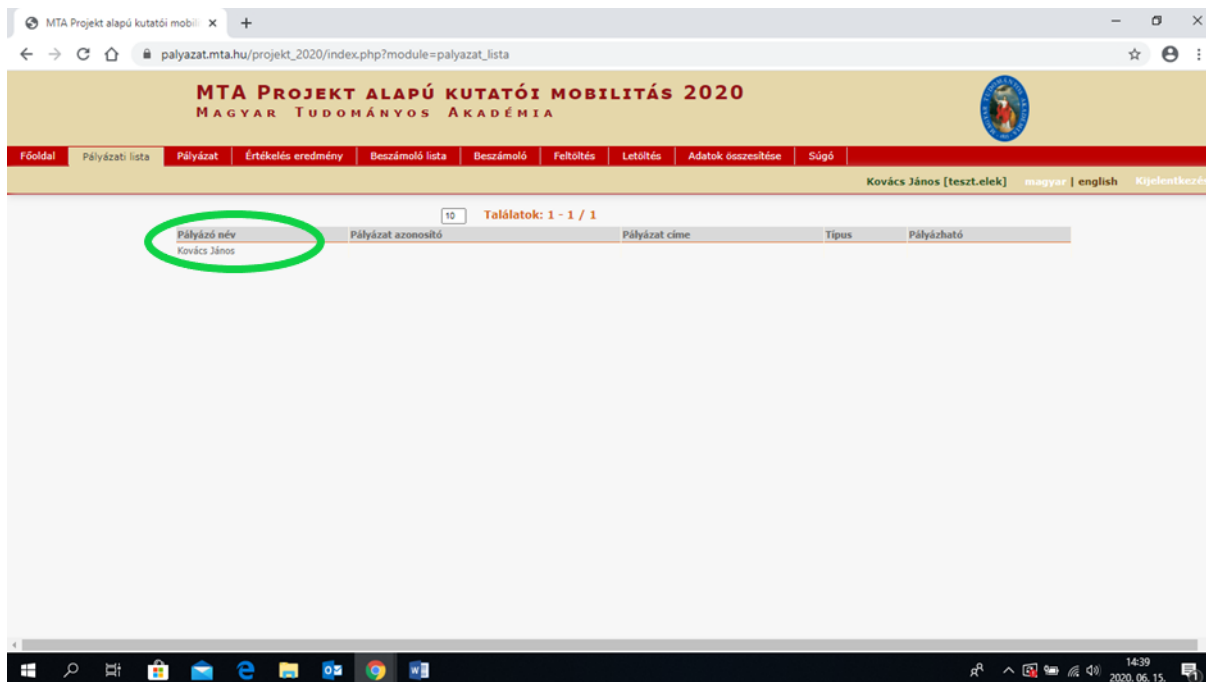 MTA Projekt alapú kutatói mobili
palyazat.mta.hu/projekt_2020/index.php?module=palyazat_lista
MTA PROJEKT ALAPÚ KUTATÓI MOBILITÁS 2020
MAGYAR TUDOMÁNYOS AKADÉMIA
Főoldal Pályázati lista Pályázat Értékelés eredmény Beszámoló lista Beszámoló Feltöltés Letöltés Adatok összesítése Súgó
Kovács János [teszt.elek] magyar | english Kijelentkezés
10 Találatok: 1 - 1 / 1
Pályázó név Pályázat azonosító Pályázat címe Típus Pályázható
Kovács János
14:39
2020. 06. 15.